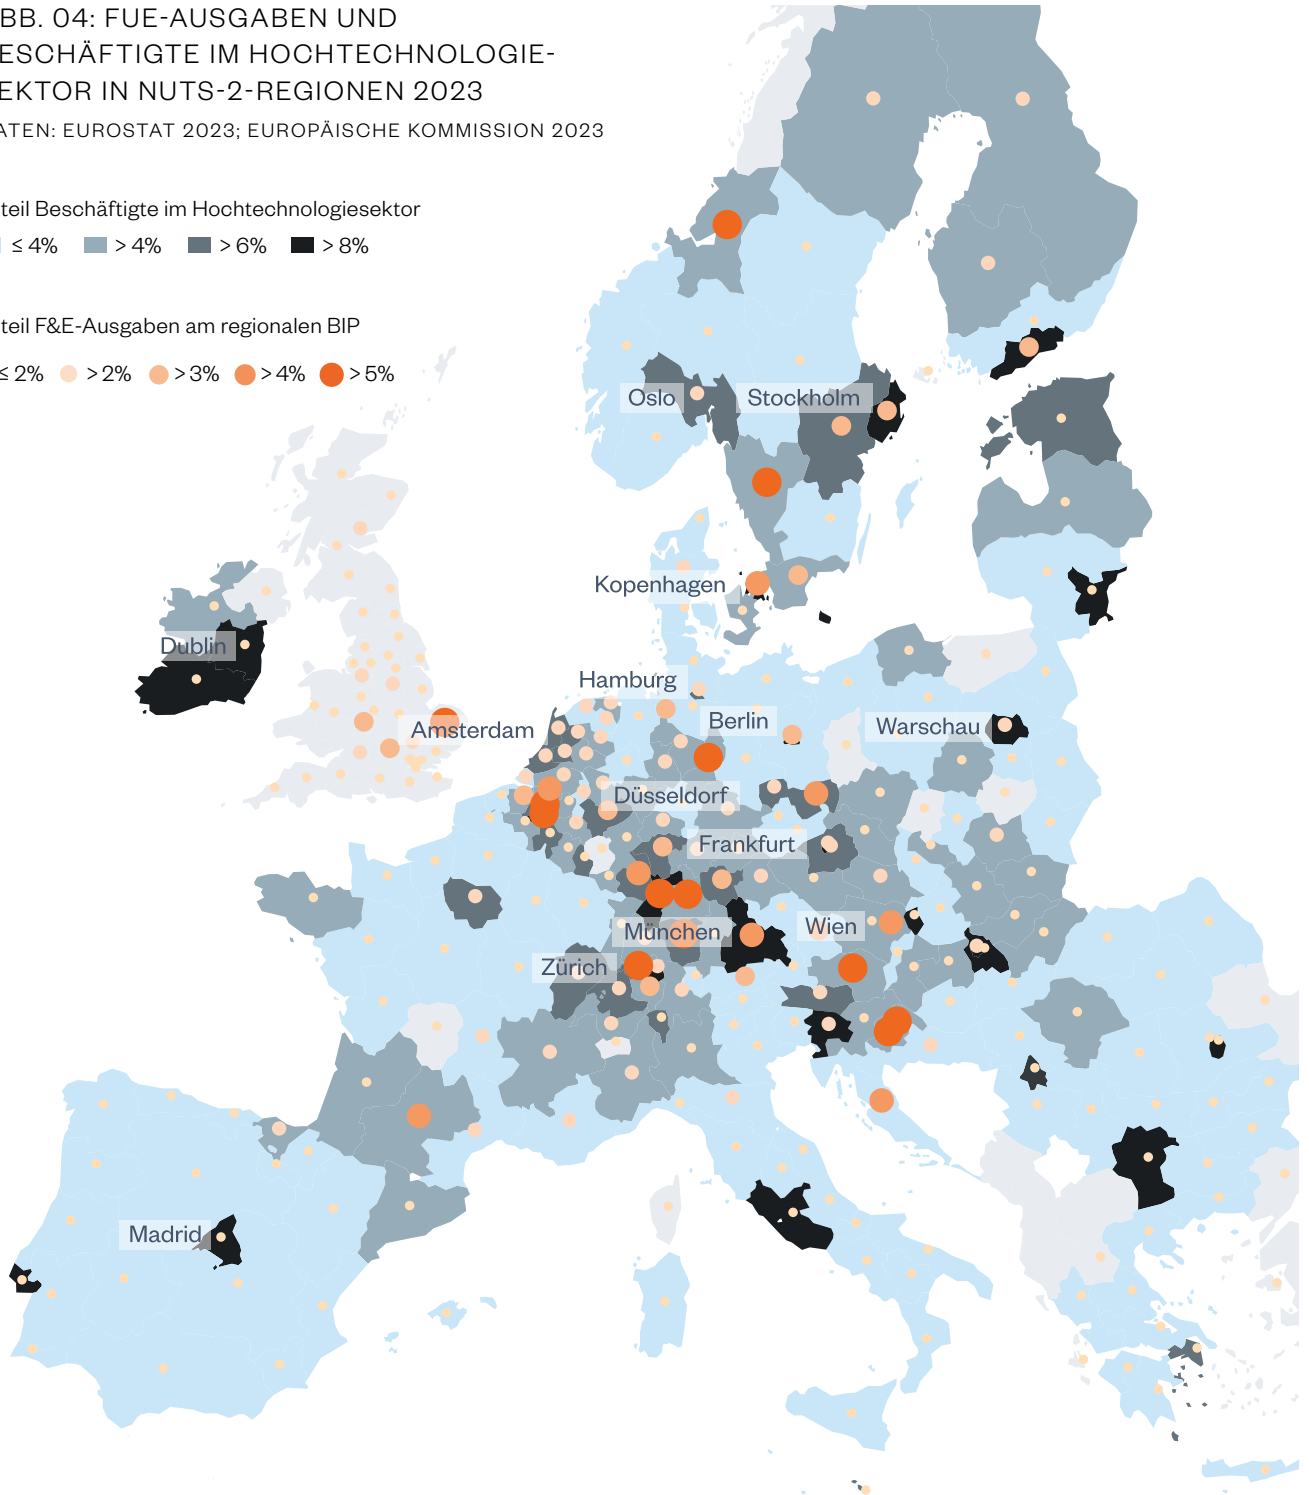 BB. 04: FUE-AUSGABEN UND
ESCHÄFTIGTE IM HOCHTECHNOLOGIE-
EKTOR IN NUTS-2-REGIONEN 2023
ATEN: EUROSTAT 2023; EUROPÄISCHE KOMMISSION 2023
teil Beschäftigte im Hochtechnologiesektor
≤ 4% > 4% > 6% > 8%
teil F&E-Ausgaben am regionalen BIP
≤ 2% > 2% > 3% > 4% > 5%
Oslo
Stockholm
Kopenhagen
Dublin
Hamburg
Amsterdam
Berlin
Warschau
Düsseldorf
Frankfurt
München
Wien
Zürich
Madrid